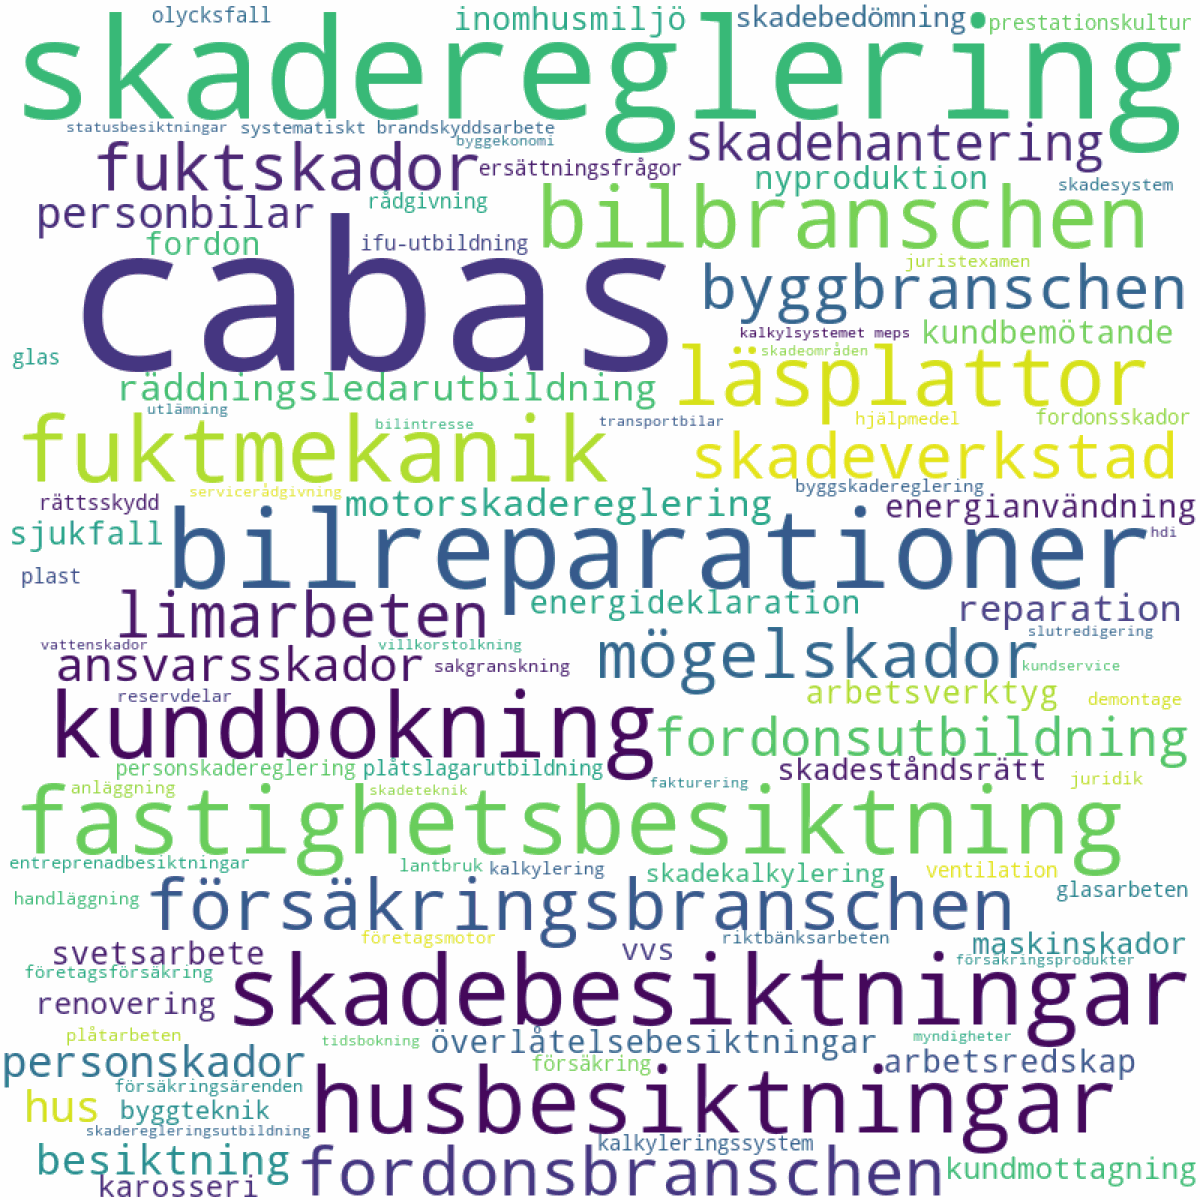 olycksfall
inomhusmiljö
skadebedömning
prestationskultur
skadereglering
statusbesiktningar
systematiskt brandskyddsarbete
byggekonomi
skadehantering
fuktskador
ersättningsfrågor
nyproduktion
skadesystem
personbilar
rådgivning
bilbranschen
fordon
ifu-utbildning
juristexamen
cabas
byggbranschen
kalkylsystemet meps
kundbemötande
glas
skadeområden
räddningsledarutbildning
läsplattor
utlämning
bilintresse
transportbilar
hjälpmedel
fordonsskador
fuktmekanik
skadeverkstad
servicerådgivning
byggskadereglering
rättsskydd
motorskadereglering
energianvändning
sjukfall
bilreparationer
hdi
plast
limarbeten
energideklaration
reparation
slutredigering
vattenskador
villkorstolkning
mögelskador
ansvarsskador
sakgranskning
kundservice
reservdelar
arbetsverktyg
demontage
kundbokning
fordonsutbildning
personskadereglering
plåtslagarutbildning
skadeståndsrätt
fakturering
juridik
anläggning
skadeteknik
fastighetsbesiktning
entreprenadbesiktningar
lantbruk
kalkylering
skadekalkylering
ventilation
glasarbeten
handläggning
försäkringsbranschen
företagsmotor
riktbänksarbeten
maskinskador
svetsarbete
vvs
försäkringsprodukter
företagsförsäkring
skadebesiktningar
renovering
plåtarbeten
tidsbokning
överlåtelsebesiktningar
myndigheter
personskador
försäkring
arbetsredskap
försäkringsärenden
hus
byggteknik
husbesiktningar
skaderegleringsutbildning
kalkyleringssystem
besiktning
fordonsbranschen
kundmottagning
karosseri